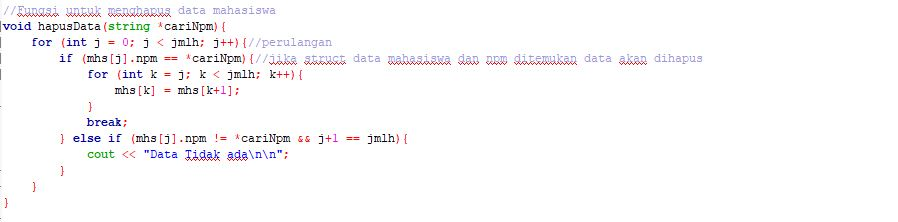 //Fungsi untuk menghapus data mahasiswa
void hapusData(string *cariNpm){
    for (int j = 0; j < jmlh; j++){//perulangan
        if (mhs[j].npm == *cariNpm){//jika struct data mahasiswa dan npm ditemukan data akan dihapus
            for (int k = j; k < jmlh; k++){
                mhs[k] = mhs[k+1];
            }
            break;
        } else if (mhs[j].npm != *cariNpm && j+1 == jmlh){
            cout << "Data Tidak ada\n\n";
        }
    }
}